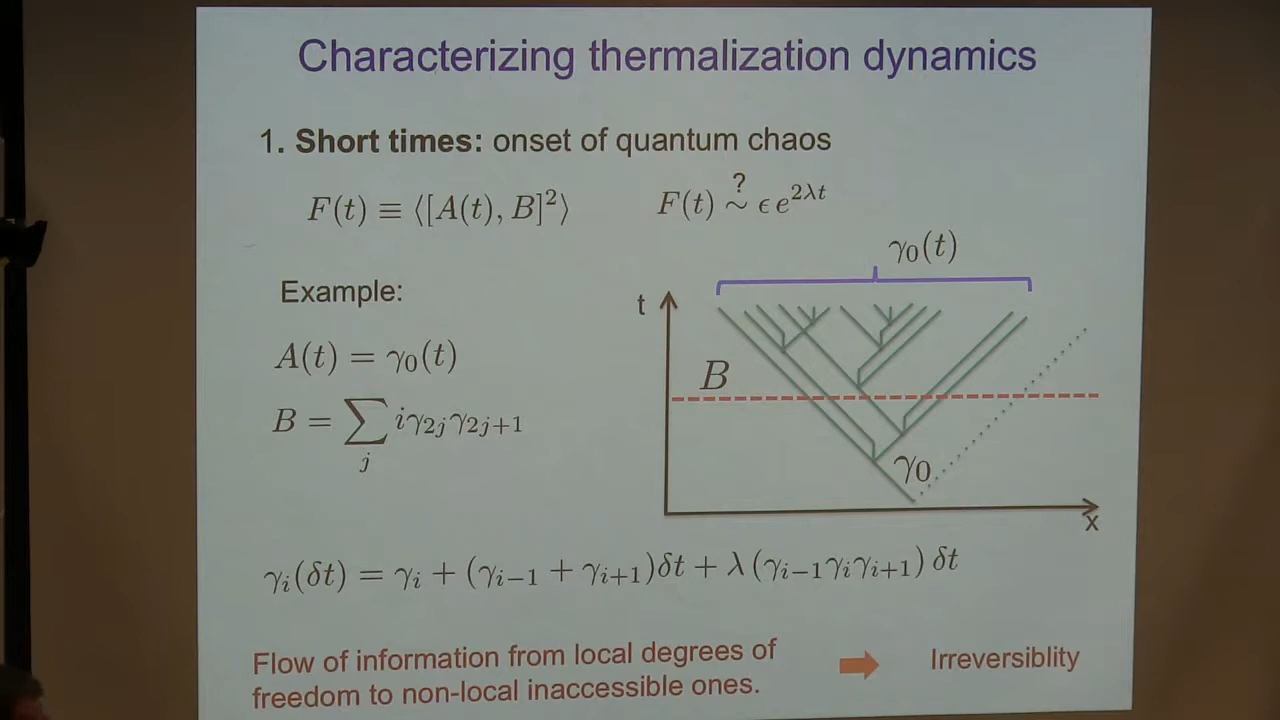 Characterizing thermalization dynamics
1. Short times: onset of quantum chaos
F(t) ≡ ⟨[A(t), B]²⟩
F(t) ∼^? ϵ e^{2λt}
γ₀(t)
Example:
t
A(t) = γ₀(t)
B
B = ∑_j iγ_{2j}γ_{2j+1}
γ₀
x
γ_i(δt) = γ_i + (γ_{i−1} + γ_{i+1})δt + λ(γ_{i−1}γ_iγ_{i+1}) δt
Flow of information from local degrees of
freedom to non-local inaccessible ones.
Irreversiblity